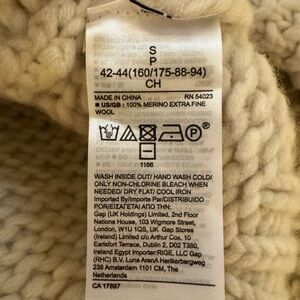 S
P
42-44(160/175-88-94)
CH
MADE IN CHINA RN 54023
■ US/GB: 100% MERINO EXTRA FINE
WOOL
P
1166
WASH INSIDE OUT/ HAND WASH COLD/
ONLY NON-CHLORINE BLEACH WHEN
NEEDED/ DRY FLAT/ COOL IRON
Imported By/Importe Par/DISTRIBUIDO
POR/ΕΙΣΑΓΕΤΑΙ ΑΠΟ ΤΗΝ:
Gap (UK Holdings) Limited, 2nd Floor
Nations House, 103 Wigmore Street,
London, W1U 1QS, UK Gap Stores
(Ireland) Limited c/o Arthur Cox, 10
Earlsfort Terrace, Dublin 2, D02 T380,
Ireland Egypt Importer:RIGE, LLC Gap
(RHC) B.V. Luna ArenA Herikerbergweg
238 Amsterdam 1101 CM, The
Netherlands
CA 17897